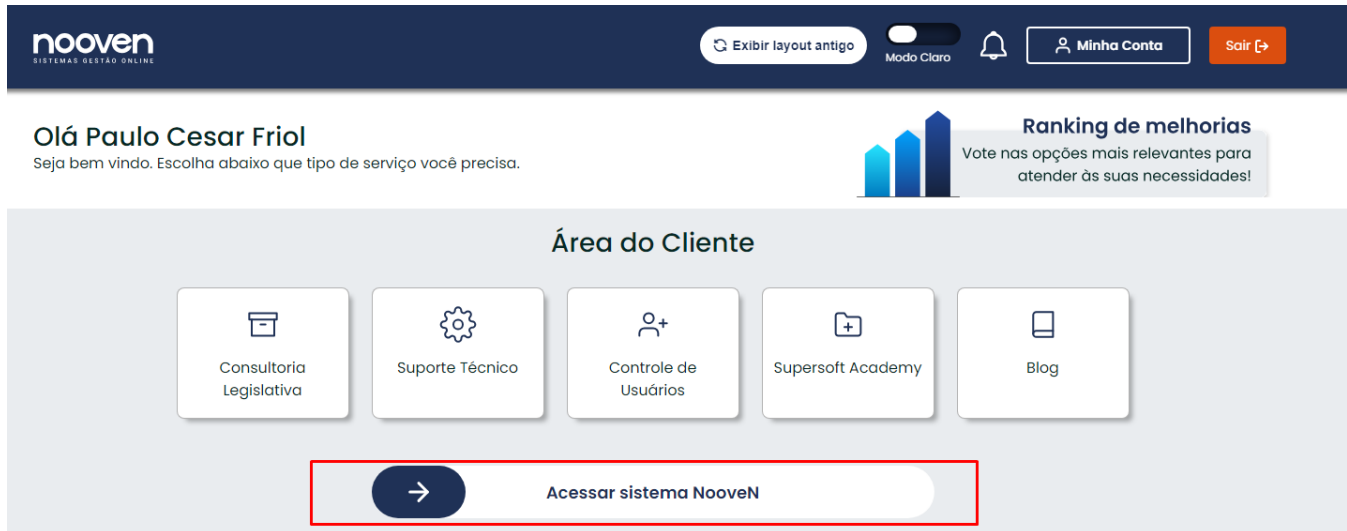 nooven
SISTEMAS GESTÃO ONLINE
Exibir layout antigo
Modo Claro
Minha Conta
Sair
Olá Paulo Cesar Friol
Seja bem vindo. Escolha abaixo que tipo de serviço você precisa.
Ranking de melhorias
Vote nas opções mais relevantes para
atender às suas necessidades!
Área do Cliente
Consultoria
Legislativa
Suporte Técnico
Controle de
Usuários
Supersoft Academy
Blog
Acessar sistema NooveN